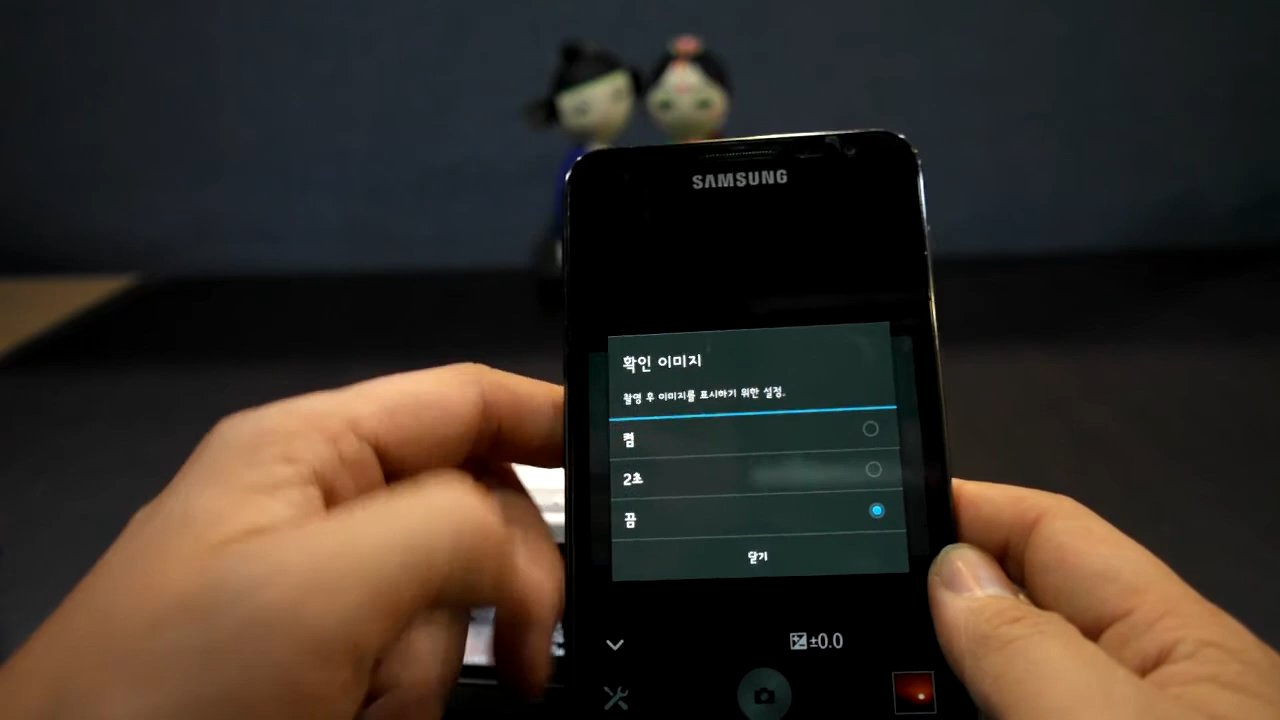 SAMSUNG
확인 이미지
촬영 후 이미지를 표시하기 위한 설정.
켬
2초
끔
닫기
±0.0